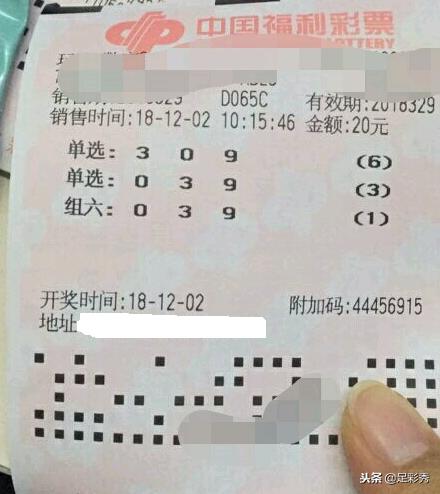 中国福利彩票
LOTTERY
D065C 有效期:2018329
销售时间:18-12-02 10:15:46 金额:20元
单选: 3 0 9 (6)
单选: 0 3 9 (3)
组六: 0 3 9 (1)
开奖时间:18-12-02 附加码:44456915
地址
头条 @足彩秀